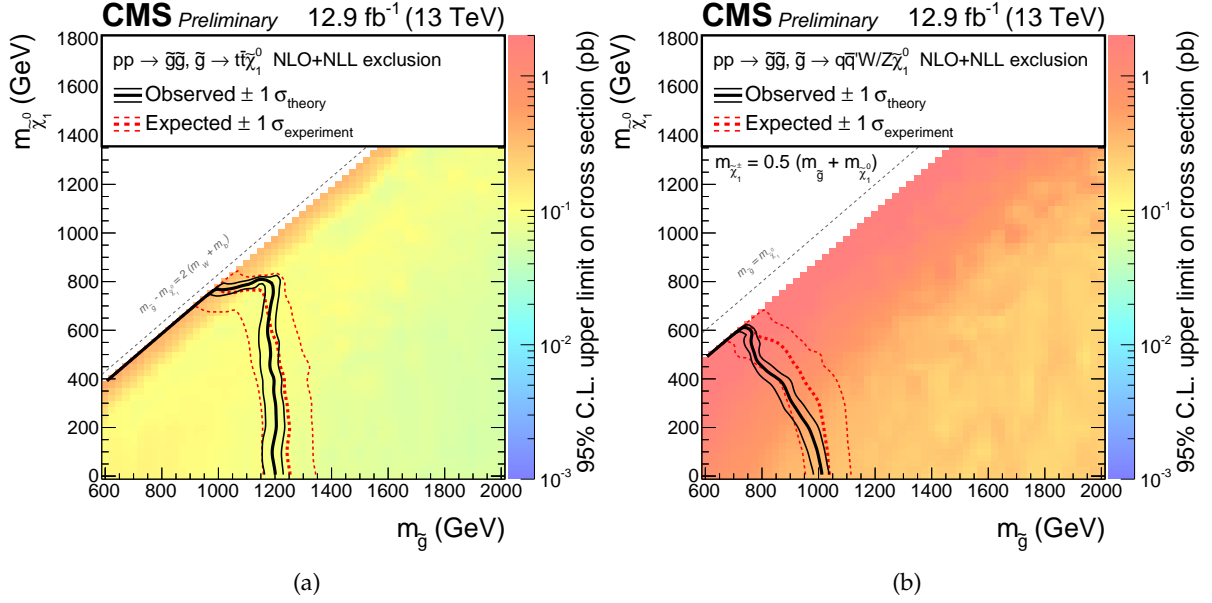 CMS Preliminary 12.9 fb⁻¹ (13 TeV)
pp → g̃g̃, g̃ → tt̄χ̃₁⁰ NLO+NLL exclusion
Observed ± 1 σ_theory
Expected ± 1 σ_experiment
m_g̃ - m_χ̃₁⁰ = 2 (m_W + m_b)
m_χ̃₁⁰ (GeV)
1800
1600
1400
1200
1000
800
600
400
200
0
600 800 1000 1200 1400 1600 1800 2000
m_g̃ (GeV)
1
10⁻¹
10⁻²
10⁻³
95% C.L. upper limit on cross section (pb)
(a)
CMS Preliminary 12.9 fb⁻¹ (13 TeV)
pp → g̃g̃, g̃ → qq̄'W/Zχ̃₁⁰ NLO+NLL exclusion
Observed ± 1 σ_theory
Expected ± 1 σ_experiment
m_χ̃₁± = 0.5 (m_g̃ + m_χ̃₁⁰)
m_g̃ = m_χ̃₁⁰
m_χ̃₁⁰ (GeV)
1800
1600
1400
1200
1000
800
600
400
200
0
600 800 1000 1200 1400 1600 1800 2000
m_g̃ (GeV)
1
10⁻¹
10⁻²
10⁻³
95% C.L. upper limit on cross section (pb)
(b)